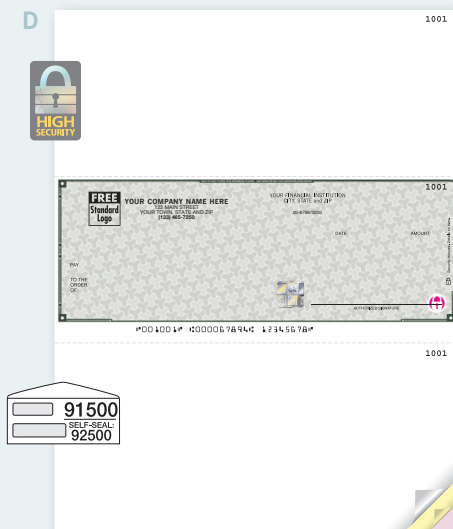 D
1001
HIGH
SECURITY
1001
FREE
Standard
Logo
YOUR COMPANY NAME HERE
123 MAIN STREET
YOUR TOWN, STATE AND ZIP
(123) 465-7250
YOUR FINANCIAL INSTITUTION
CITY, STATE and ZIP
DATE
AMOUNT
PAY
TO THE
ORDER
OF
AUTHORIZED SIGNATURE
⑈001001⑈ ⑆000067894⑆ 12345678⑈
1001
91500
SELF-SEAL:
92500